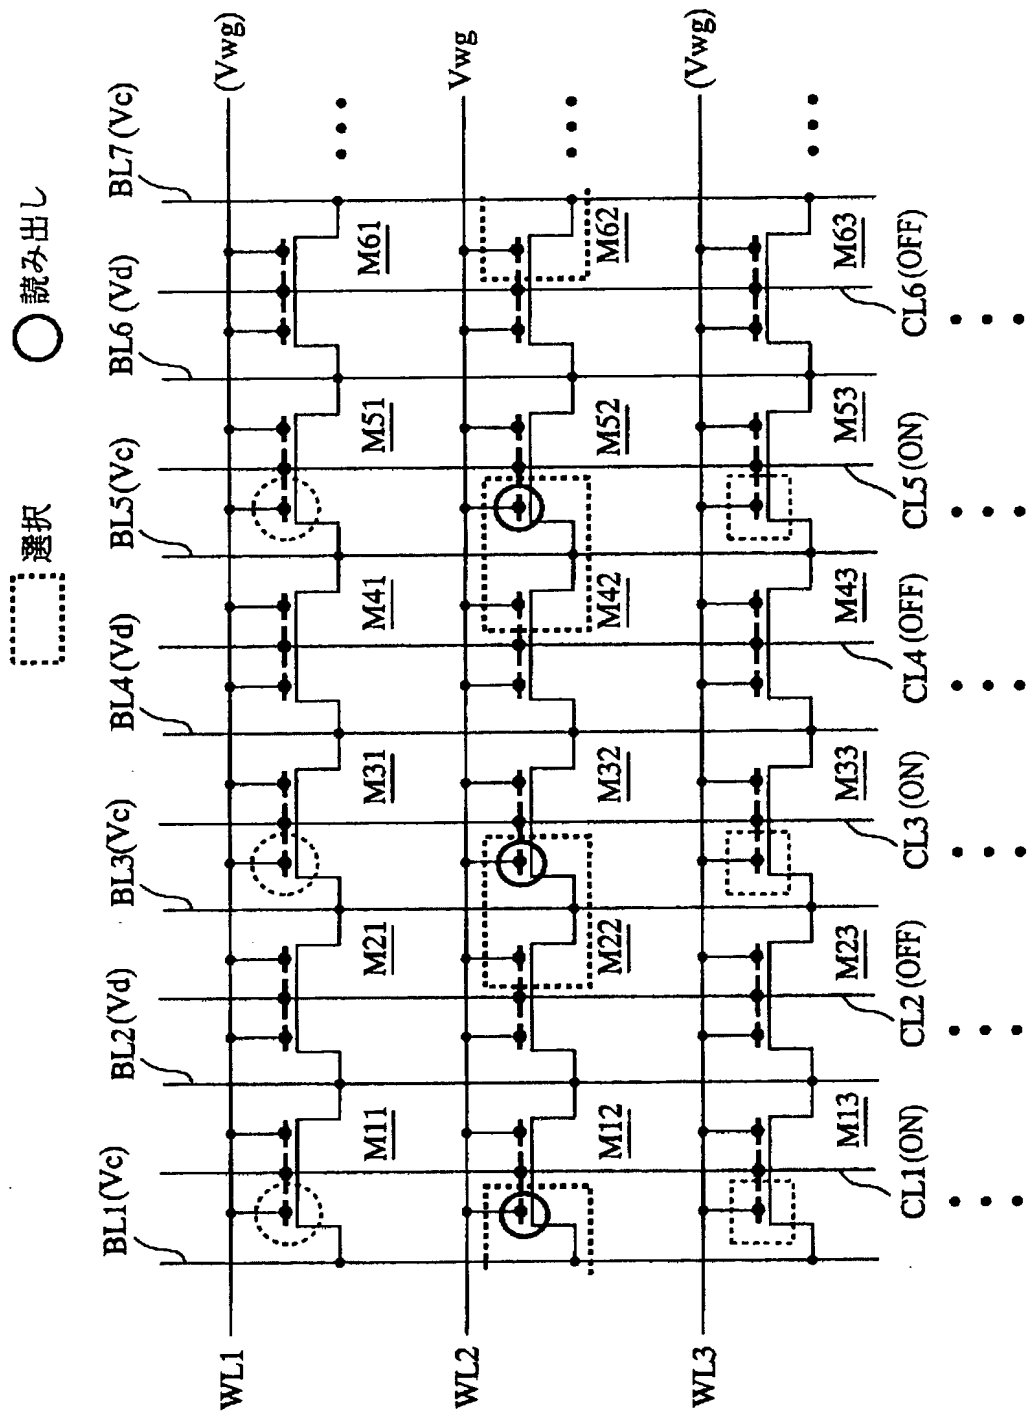 選択
読み出し
BL1(Vc)
BL2(Vd)
BL3(Vc)
BL4(Vd)
BL5(Vc)
BL6(Vd)
BL7(Vc)
WL1
(Vwg)
M11
M21
M31
M41
M51
M61
WL2
Vwg
M12
M22
M32
M42
M52
M62
WL3
(Vwg)
M13
M23
M33
M43
M53
M63
CL1(ON)
CL2(OFF)
CL3(ON)
CL4(OFF)
CL5(ON)
CL6(OFF)